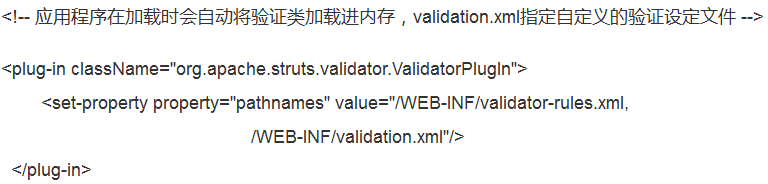 <!-- 应用程序在加载时会自动将验证类加载进内存，validation.xml指定自定义的验证设定文件 -->
<plug-in className="org.apache.struts.validator.ValidatorPlugIn">
<set-property property="pathnames" value="/WEB-INF/validator-rules.xml,
/WEB-INF/validation.xml"/>
</plug-in>